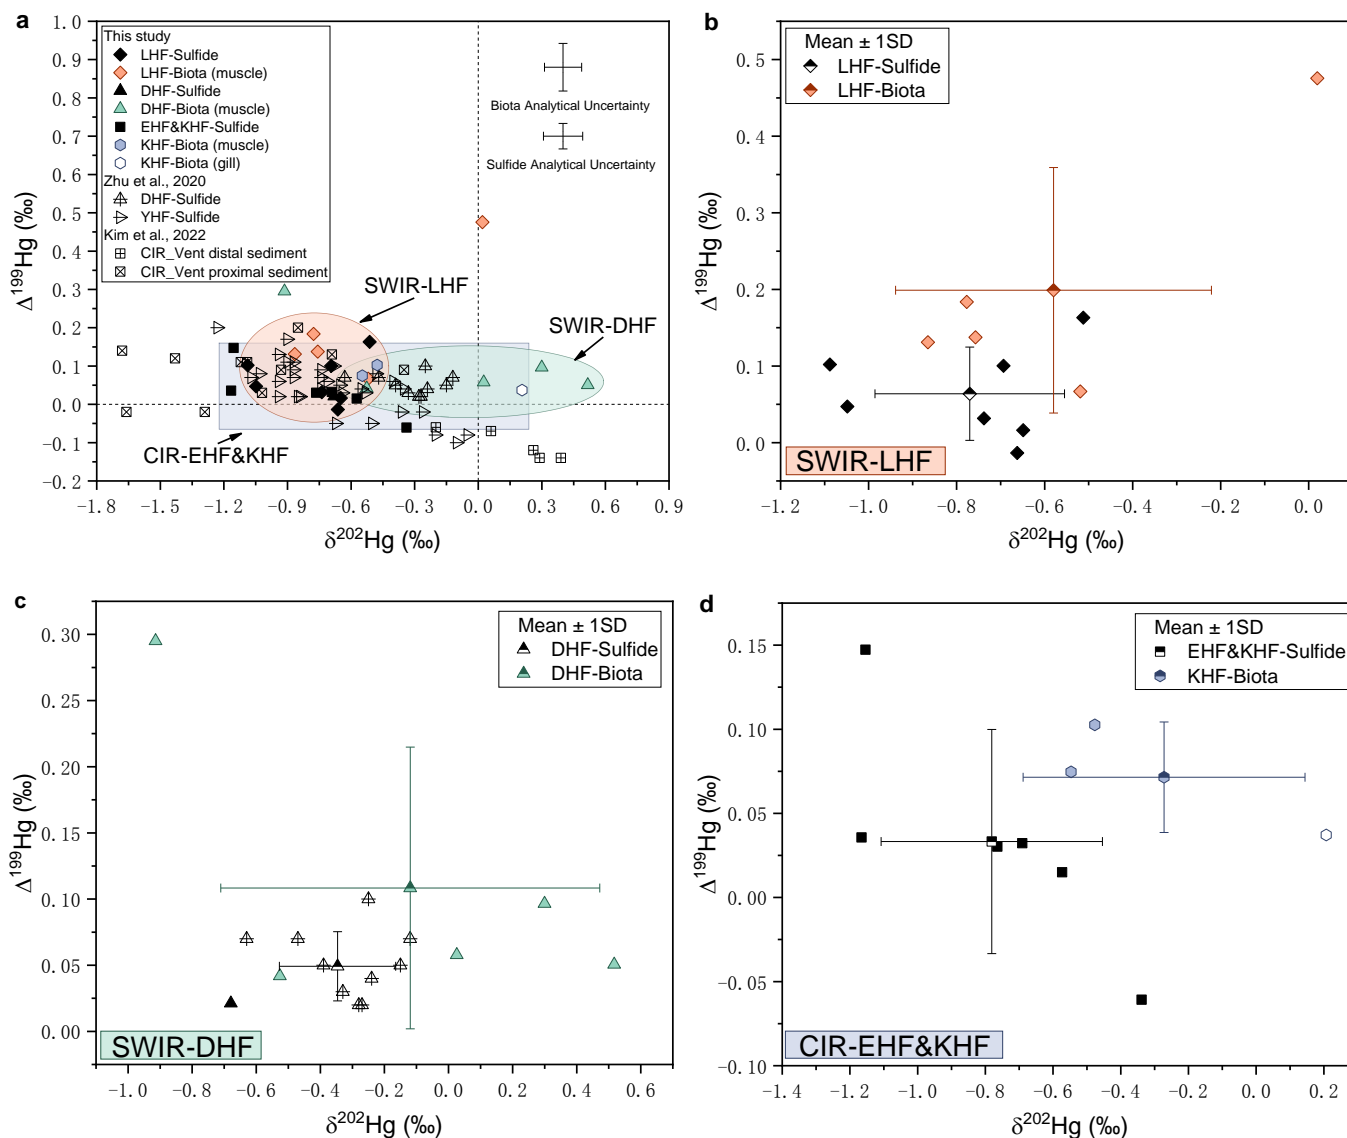 a
1.0
0.9
0.8
0.7
0.6
0.5
0.4
0.3
0.2
0.1
0.0
-0.1
-0.2
Δ¹⁹⁹Hg (‰)
This study
LHF-Sulfide
LHF-Biota (muscle)
DHF-Sulfide
DHF-Biota (muscle)
EHF&KHF-Sulfide
KHF-Biota (muscle)
KHF-Biota (gill)
Zhu et al., 2020
DHF-Sulfide
YHF-Sulfide
Kim et al., 2022
CIR_Vent distal sediment
CIR_Vent proximal sediment
Biota Analytical Uncertainty
Sulfide Analytical Uncertainty
SWIR-LHF
SWIR-DHF
CIR-EHF&KHF
-1.8 -1.5 -1.2 -0.9 -0.6 -0.3 0.0 0.3 0.6 0.9
δ²⁰²Hg (‰)
b
0.5
0.4
0.3
0.2
0.1
0.0
Δ¹⁹⁹Hg (‰)
Mean ± 1SD
LHF-Sulfide
LHF-Biota
SWIR-LHF
-1.2 -1.0 -0.8 -0.6 -0.4 -0.2 0.0
δ²⁰²Hg (‰)
c
0.30
0.25
0.20
0.15
0.10
0.05
0.00
Δ¹⁹⁹Hg (‰)
Mean ± 1SD
DHF-Sulfide
DHF-Biota
SWIR-DHF
-1.0 -0.8 -0.6 -0.4 -0.2 0.0 0.2 0.4 0.6
δ²⁰²Hg (‰)
d
0.15
0.10
0.05
0.00
-0.05
-0.10
Δ¹⁹⁹Hg (‰)
Mean ± 1SD
EHF&KHF-Sulfide
KHF-Biota
CIR-EHF&KHF
-1.4 -1.2 -1.0 -0.8 -0.6 -0.4 -0.2 0.0 0.2
δ²⁰²Hg (‰)